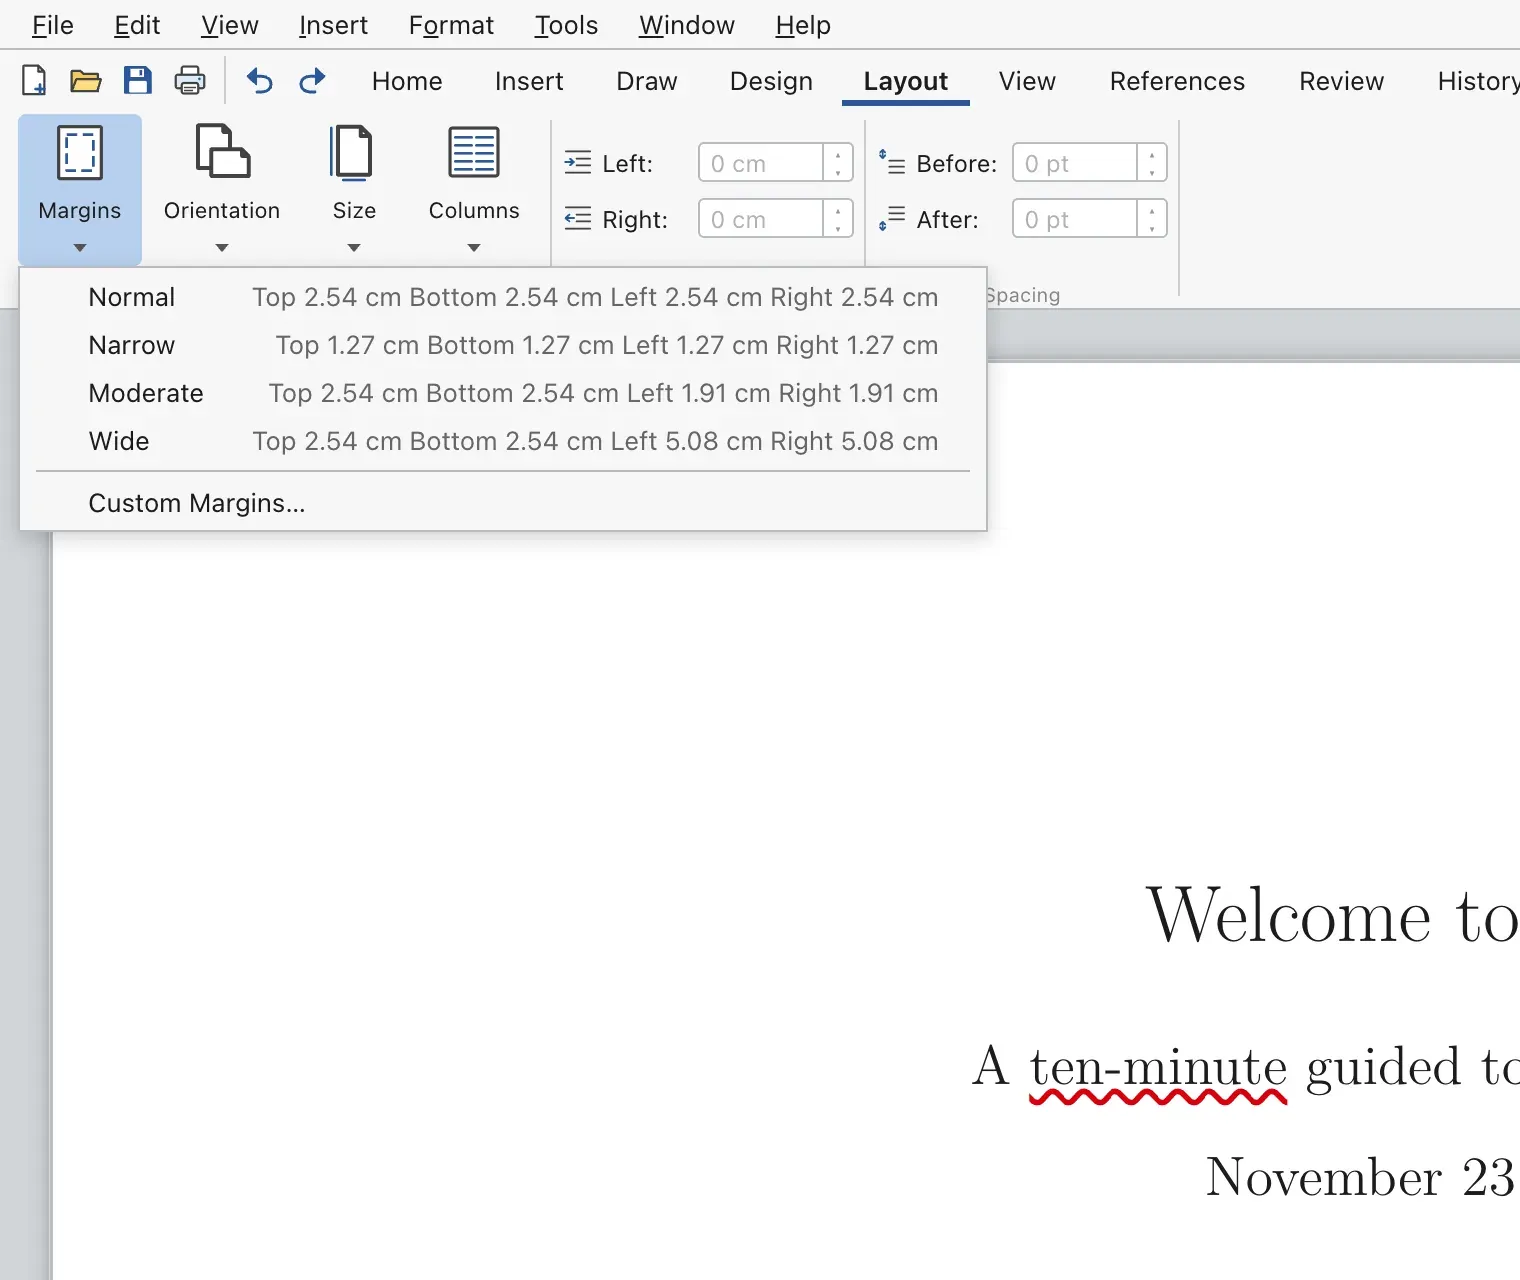 File Edit View Insert Format Tools Window Help
Home Insert Draw Design Layout View References Review History
Margins Orientation Size Columns
Left: 0 cm Before: 0 pt
Right: 0 cm After: 0 pt
Spacing
Normal Top 2.54 cm Bottom 2.54 cm Left 2.54 cm Right 2.54 cm
Narrow Top 1.27 cm Bottom 1.27 cm Left 1.27 cm Right 1.27 cm
Moderate Top 2.54 cm Bottom 2.54 cm Left 1.91 cm Right 1.91 cm
Wide Top 2.54 cm Bottom 2.54 cm Left 5.08 cm Right 5.08 cm
Custom Margins...
Welcome to
A ten-minute guided to
November 23